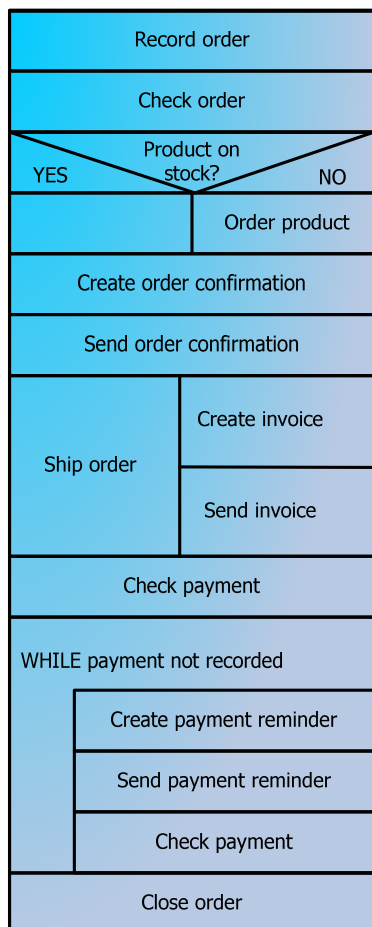 Record order
Check order
Product on
stock?
YES
NO
Order product
Create order confirmation
Send order confirmation
Ship order
Create invoice
Send invoice
Check payment
WHILE payment not recorded
Create payment reminder
Send payment reminder
Check payment
Close order